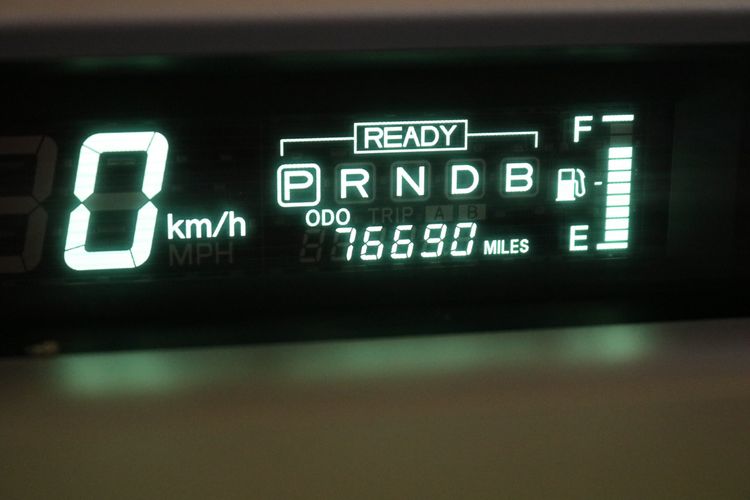 READY
F
P R N D B
0 km/h
MPH
ODO TRIP A B
76690 MILES
E